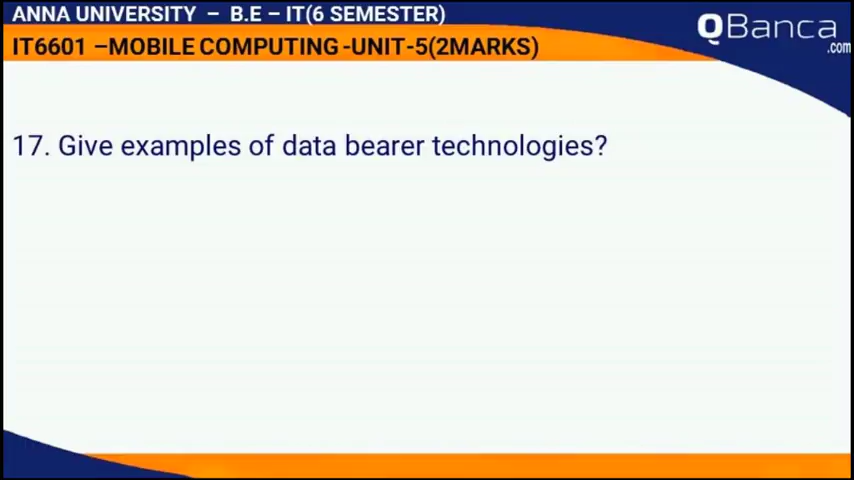 ANNA UNIVERSITY – B.E – IT(6 SEMESTER)
QBanca
.com
IT6601 –MOBILE COMPUTING -UNIT-5(2MARKS)
17. Give examples of data bearer technologies?